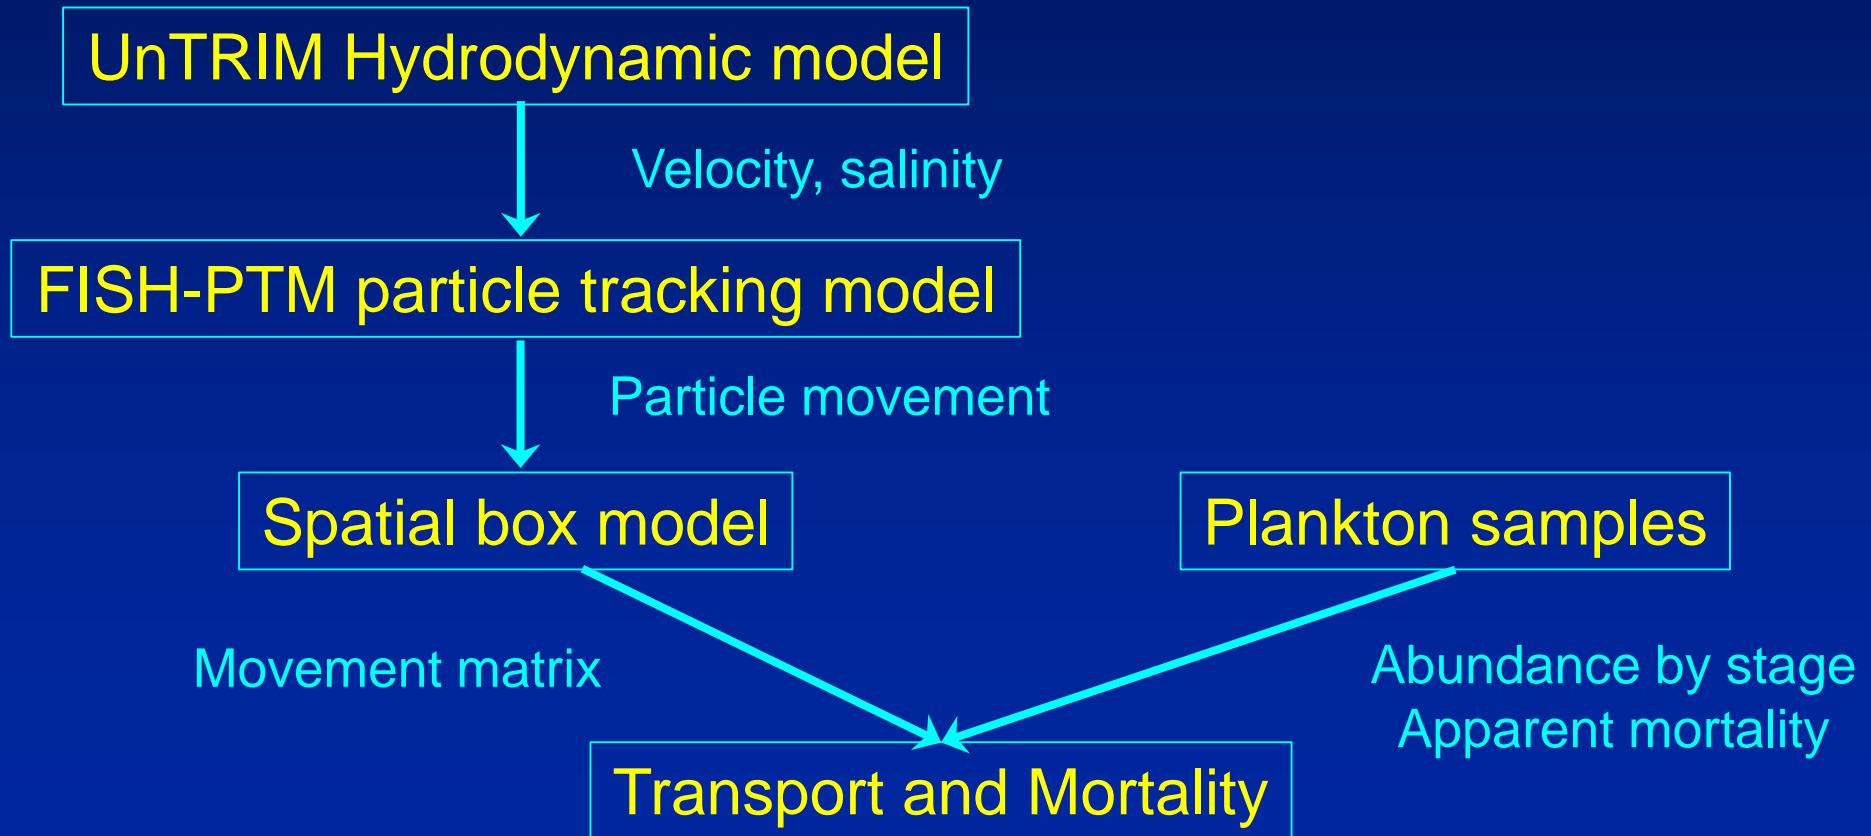 UnTRIM Hydrodynamic model
Velocity, salinity
FISH-PTM particle tracking model
Particle movement
Spatial box model
Plankton samples
Movement matrix
Abundance by stage
Apparent mortality
Transport and Mortality